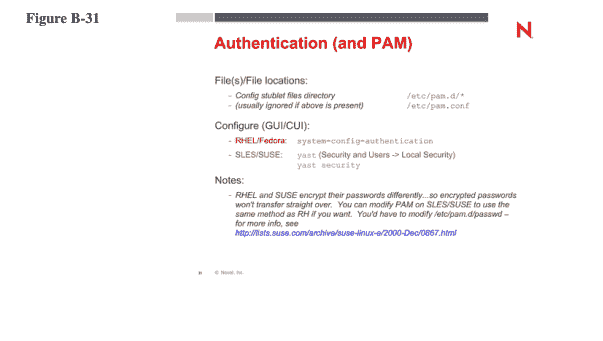 Figure B-31
N
Authentication (and PAM)
File(s)/File locations:
- Config stublet files directory /etc/pam.d/*
- (usually ignored if above is present) /etc/pam.conf
Configure (GUI/CUI):
- RHEL/Fedora: system-config-authentication
- SLES/SUSE: yast (Security and Users -> Local Security)
yast security
Notes:
- RHEL and SUSE encrypt their passwords differently...so encrypted passwords
won't transfer straight over. You can modify PAM on SLES/SUSE to use the
same method as RH if you want. You'd have to modify /etc/pam.d/passwd –
for more info, see
http://lists.suse.com/archive/suse-linux-e/2000-Dec/0867.html
© Novell, Inc.